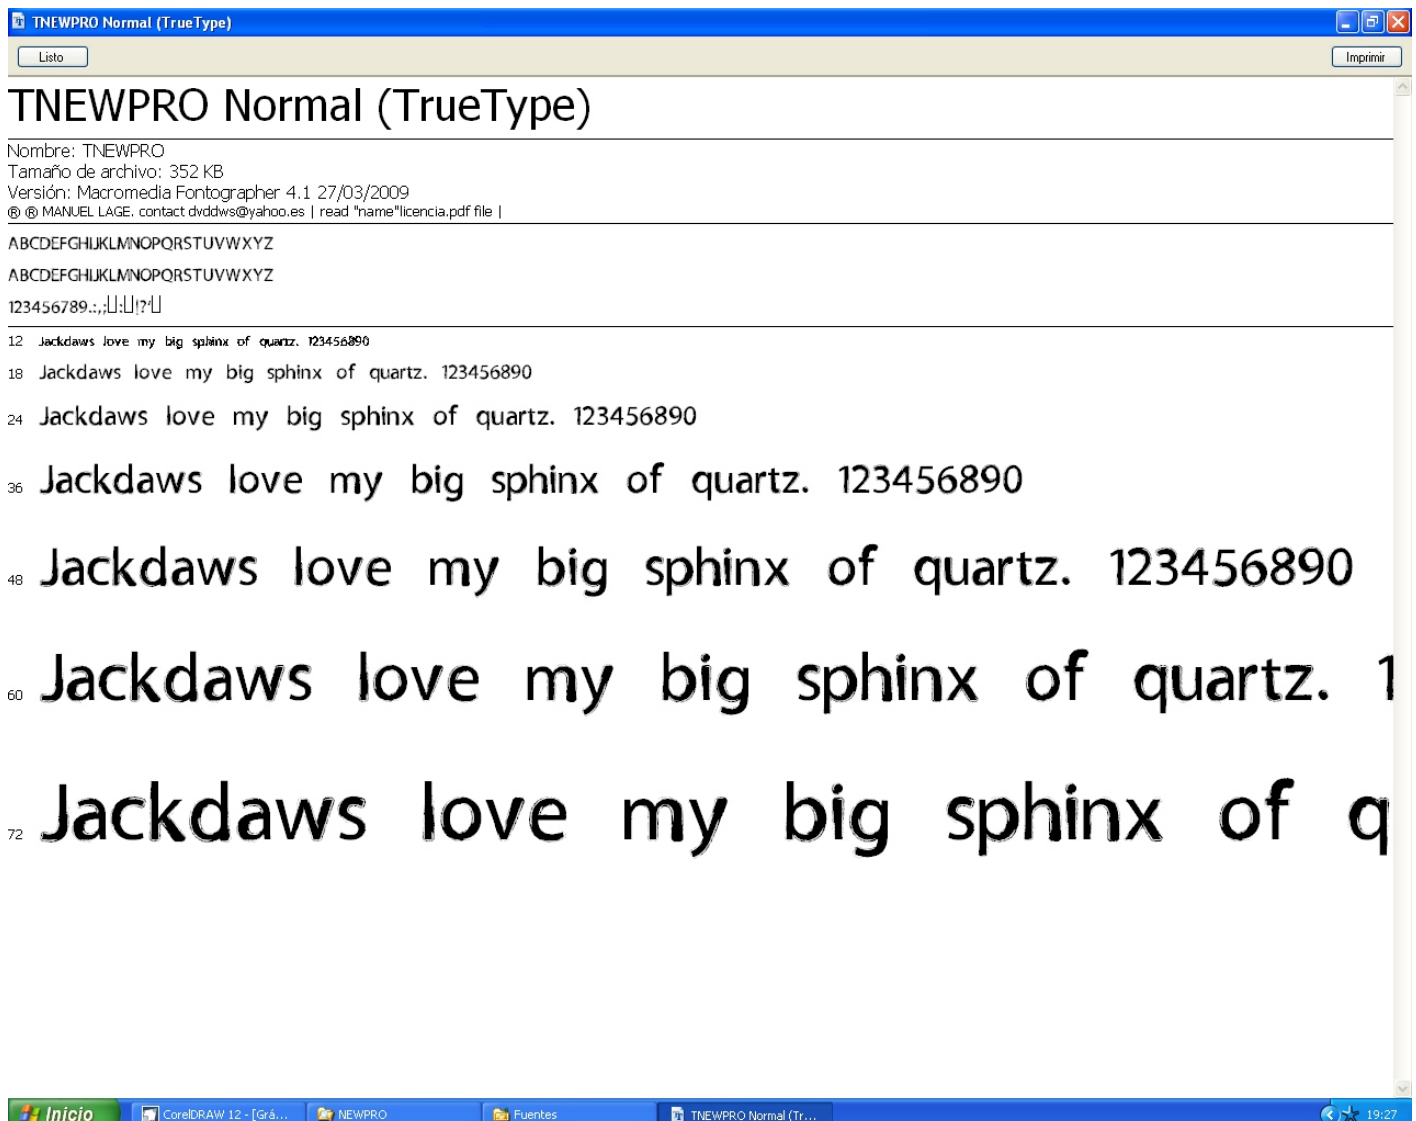 TNEWPRO Normal (TrueType)
Listo Imprimir
TNEWPRO Normal (TrueType)
Nombre: TNEWPRO
Tamaño de archivo: 352 KB
Versión: Macromedia Fontographer 4.1 27/03/2009
® ® MANUEL LAGE. contact dvddws@yahoo.es | read "name"licencia.pdf file |
ABCDEFGHIJKLMNOPQRSTUVWXYZ
ABCDEFGHIJKLMNOPQRSTUVWXYZ
123456789.:,;▯:▯!?'▯
12 Jackdaws love my big sphinx of quartz. 123456890
18 Jackdaws love my big sphinx of quartz. 123456890
24 Jackdaws love my big sphinx of quartz. 123456890
36 Jackdaws love my big sphinx of quartz. 123456890
48 Jackdaws love my big sphinx of quartz. 123456890
60 Jackdaws love my big sphinx of quartz. 1
72 Jackdaws love my big sphinx of q
Inicio CorelDRAW 12 - [Grá... NEWPRO Fuentes TNEWPRO Normal (Tr... 19:27